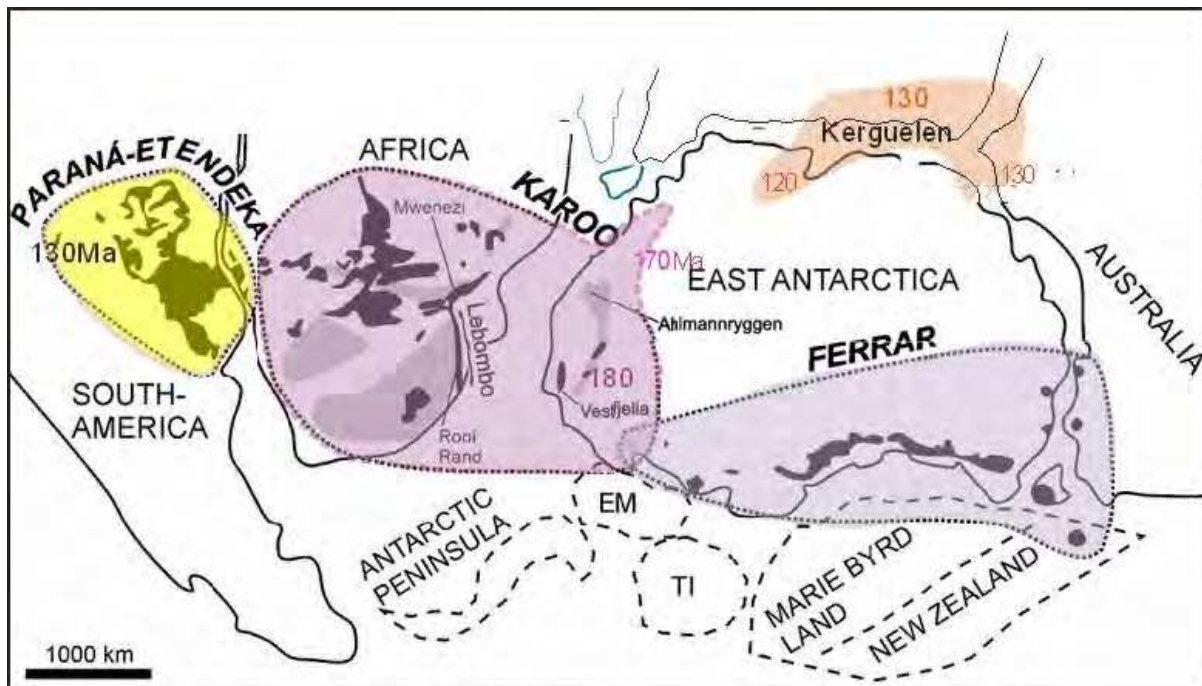 PARANÁ-ETENDEKA
130Ma
SOUTH-
AMERICA
AFRICA
Mwenezi
Lebombo
Rooi
Rand
KAROO
170Ma
EAST ANTARCTICA
Ahlmannryggen
180
Vestfjella
130
Kerguelen
120
130
AUSTRALIA
FERRAR
EM
TI
ANTARCTIC
PENINSULA
MARIE BYRD
LAND
NEW ZEALAND
1000 km